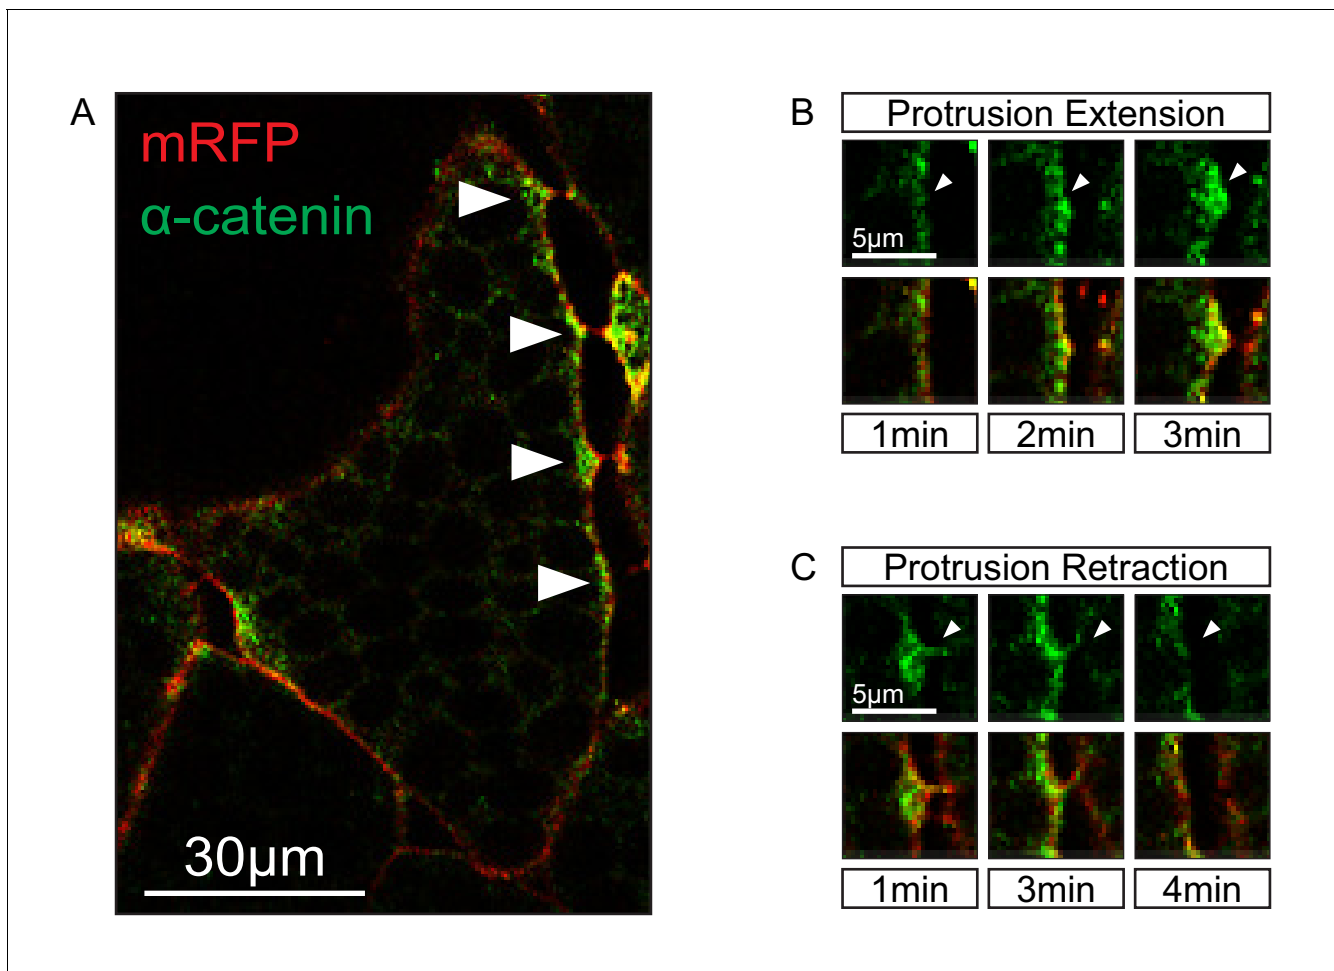 A
mRFP
α-catenin
30µm
B
Protrusion Extension
5µm
1min
2min
3min
C
Protrusion Retraction
5µm
1min
3min
4min